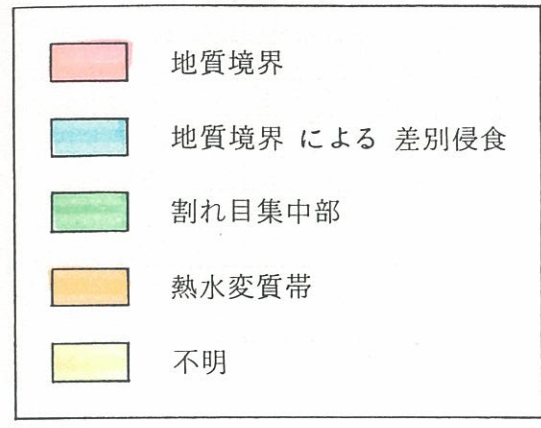 地質境界
地質境界 による 差別侵食
割れ目集中部
熱水変質帯
不明